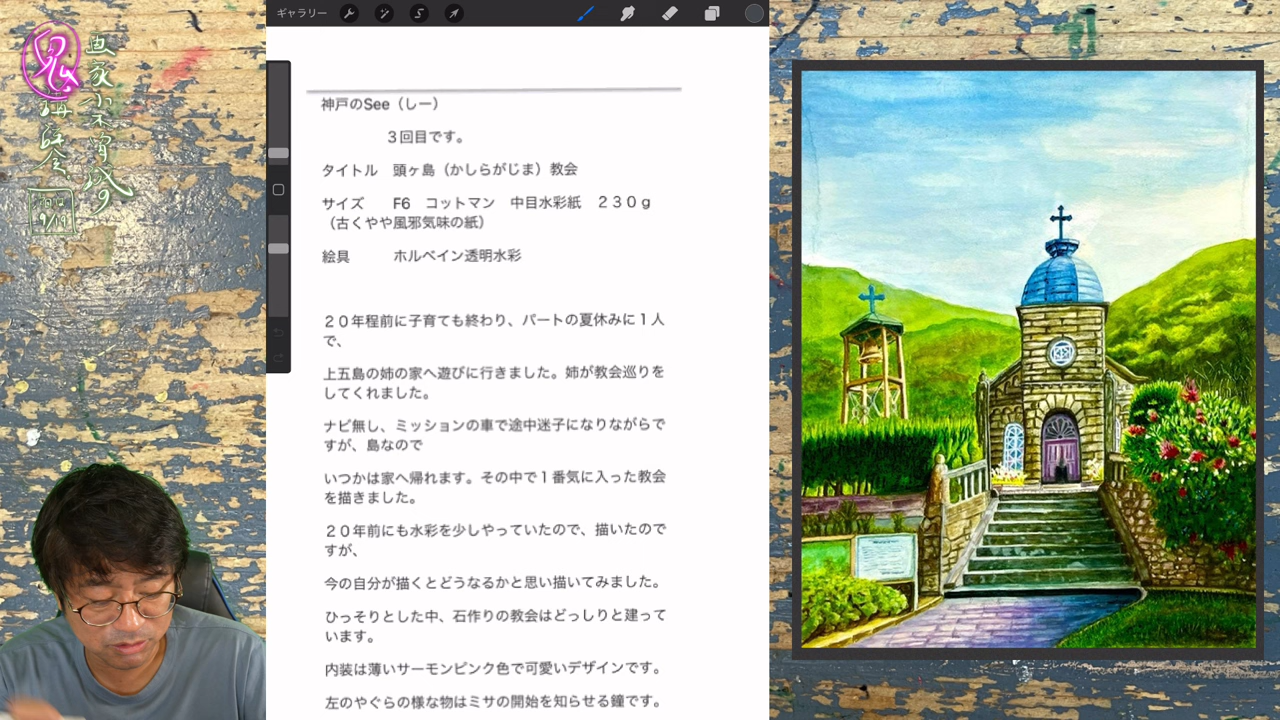 ギャラリー
神戸のSee（しー）
３回目です。
タイトル　頭ヶ島（かしらがじま）教会
サイズ　　F6　コットマン　中目水彩紙　２３０ｇ
（古くやや風邪気味の紙）
絵具　　　ホルベイン透明水彩
２０年程前に子育ても終わり、パートの夏休みに１人
で、
上五島の姉の家へ遊びに行きました。姉が教会巡りを
してくれました。
ナビ無し、ミッションの車で途中迷子になりながらで
すが、島なので
いつかは家へ帰れます。その中で１番気に入った教会
を描きました。
２０年前にも水彩を少しやっていたので、描いたので
すが、
今の自分が描くとどうなるかと思い描いてみました。
ひっそりとした中、石作りの教会はどっしりと建って
います。
内装は薄いサーモンピンク色で可愛いデザインです。
左のやぐらの様な物はミサの開始を知らせる鐘です。
鬼
画家小木曽誠の
講評会
9/19